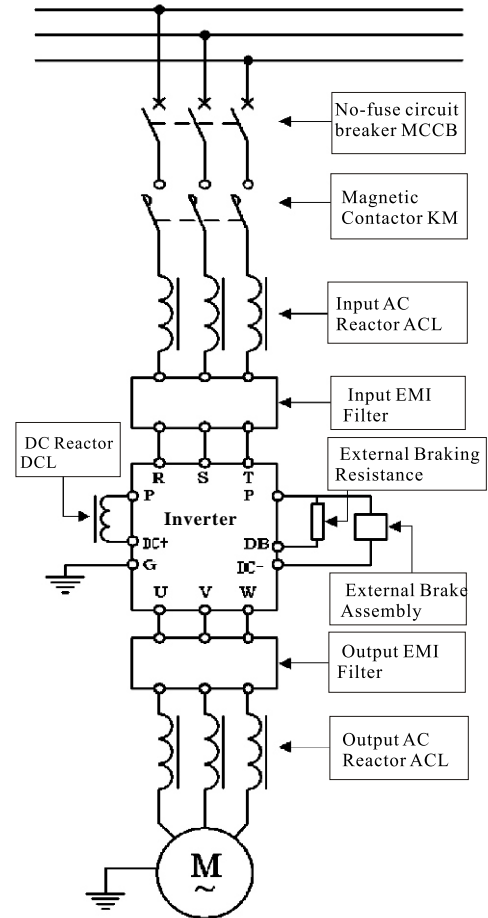 No-fuse circuit
breaker MCCB
Magnetic
Contactor KM
Input AC
Reactor ACL
Input EMI
Filter
DC Reactor
DCL
External Braking
Resistance
R S T
P P
Inverter
DC+ DB
G DC-
U V W
External Brake
Assembly
Output EMI
Filter
Output AC
Reactor ACL
M
~